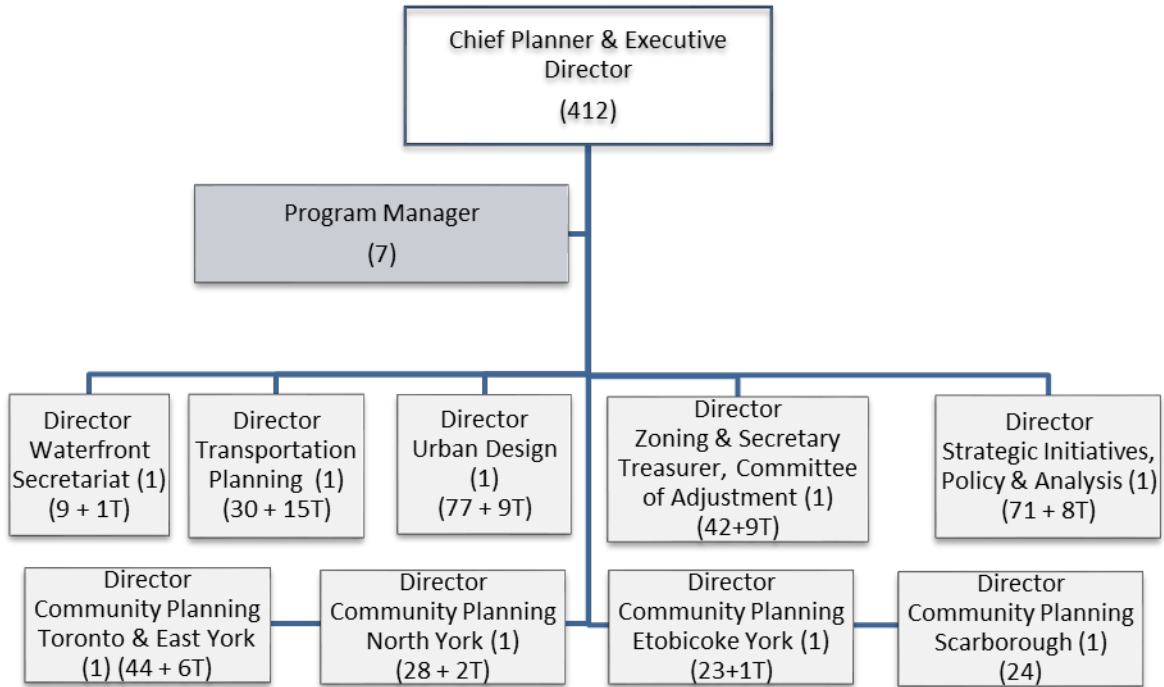 Chief Planner & Executive
Director
(412)
Program Manager
(7)
Director
Waterfront
Secretariat (1)
(9 + 1T)
Director
Transportation
Planning (1)
(30 + 15T)
Director
Urban Design
(1)
(77 + 9T)
Director
Zoning & Secretary
Treasurer, Committee
of Adjustment (1)
(42+9T)
Director
Strategic Initiatives,
Policy & Analysis (1)
(71 + 8T)
Director
Community Planning
Toronto & East York
(1) (44 + 6T)
Director
Community Planning
North York (1)
(28 + 2T)
Director
Community Planning
Etobicoke York (1)
(23+1T)
Director
Community Planning
Scarborough (1)
(24)